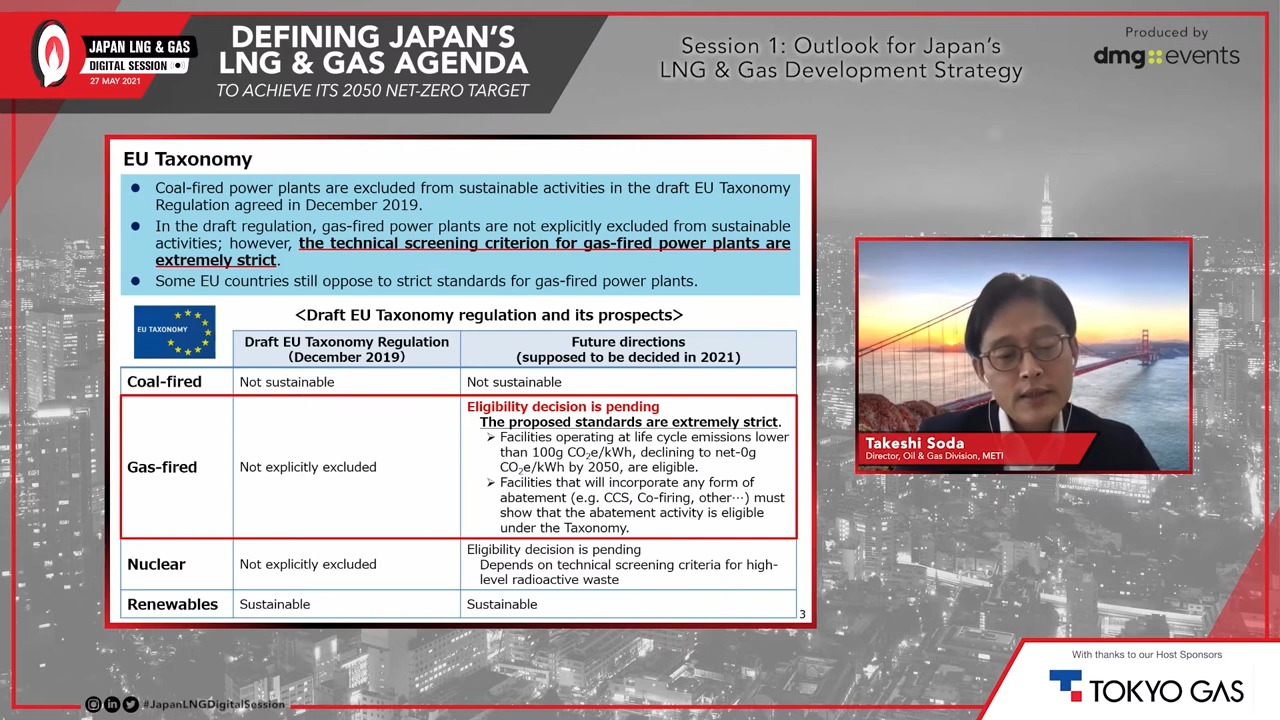 JAPAN LNG & GAS
DIGITAL SESSION
27 MAY 2021
DEFINING JAPAN'S
LNG & GAS AGENDA
TO ACHIEVE ITS 2050 NET-ZERO TARGET
Session 1: Outlook for Japan's
LNG & Gas Development Strategy
Produced by
dmg events
EU Taxonomy
● Coal-fired power plants are excluded from sustainable activities in the draft EU Taxonomy
Regulation agreed in December 2019.
● In the draft regulation, gas-fired power plants are not explicitly excluded from sustainable
activities; however, the technical screening criterion for gas-fired power plants are
extremely strict.
● Some EU countries still oppose to strict standards for gas-fired power plants.
EU TAXONOMY
<Draft EU Taxonomy regulation and its prospects>
Draft EU Taxonomy Regulation
(December 2019)
Future directions
(supposed to be decided in 2021)
Coal-fired
Not sustainable
Not sustainable
Gas-fired
Not explicitly excluded
Eligibility decision is pending
The proposed standards are extremely strict.
➢ Facilities operating at life cycle emissions lower
than 100g CO₂e/kWh, declining to net-0g
CO₂e/kWh by 2050, are eligible.
➢ Facilities that will incorporate any form of
abatement (e.g. CCS, Co-firing, other…) must
show that the abatement activity is eligible
under the Taxonomy.
Nuclear
Not explicitly excluded
Eligibility decision is pending
Depends on technical screening criteria for high-
level radioactive waste
Renewables
Sustainable
Sustainable
3
Takeshi Soda
Director, Oil & Gas Division, METI
With thanks to our Host Sponsors
TOKYO GAS
#JapanLNGDigitalSession